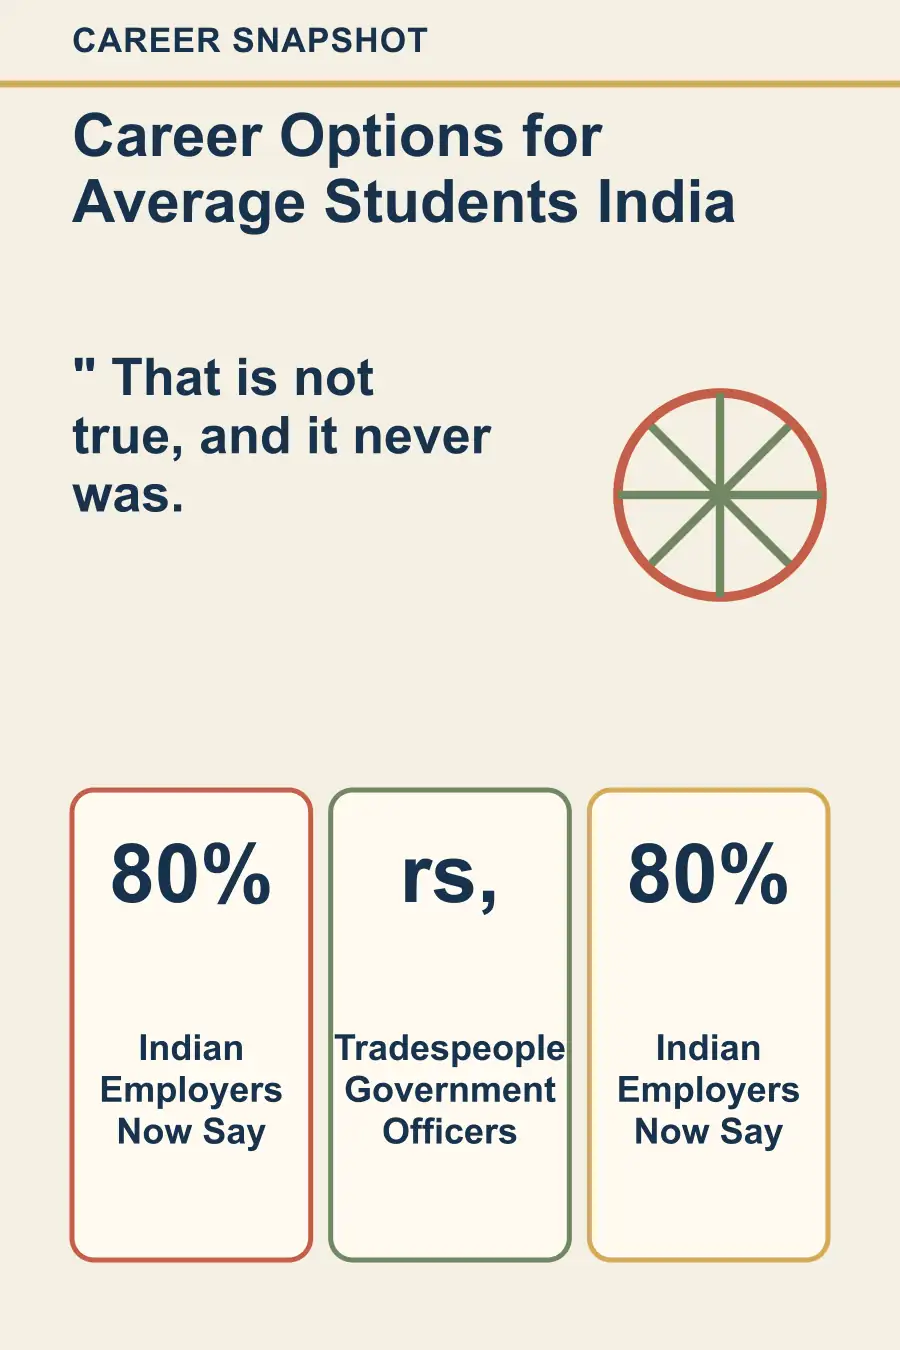 CAREER SNAPSHOT
Career Options for
Average Students India
" That is not
true, and it never
was.
80%
Indian
Employers
Now Say
rs,
Tradespeople
Government
Officers
80%
Indian
Employers
Now Say